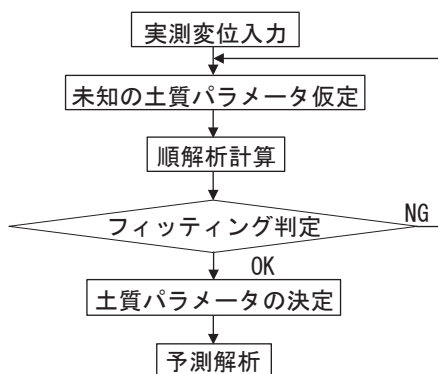 実測変位入力
未知の土質パラメータ仮定
順解析計算
フィッティング判定
NG
OK
土質パラメータの決定
予測解析